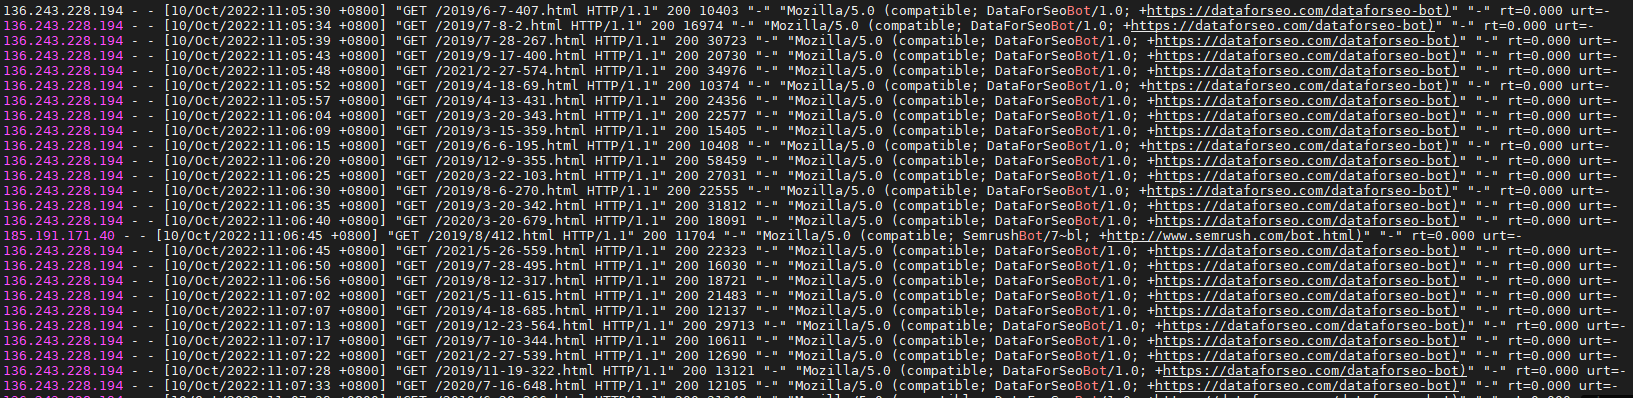 136.243.228.194 - - [10/Oct/2022:11:05:30 +0800] "GET /2019/6-7-407.html HTTP/1.1" 200 10403 "-" "Mozilla/5.0 (compatible; DataForSeoBot/1.0; +https://dataforseo.com/dataforseo-bot)" "-" rt=0.000 urt=-
136.243.228.194 - - [10/Oct/2022:11:05:34 +0800] "GET /2019/7-8-2.html HTTP/1.1" 200 16974 "-" "Mozilla/5.0 (compatible; DataForSeoBot/1.0; +https://dataforseo.com/dataforseo-bot)" "-" rt=0.000 urt=-
136.243.228.194 - - [10/Oct/2022:11:05:39 +0800] "GET /2019/7-28-267.html HTTP/1.1" 200 30723 "-" "Mozilla/5.0 (compatible; DataForSeoBot/1.0; +https://dataforseo.com/dataforseo-bot)" "-" rt=0.000 urt=-
136.243.228.194 - - [10/Oct/2022:11:05:43 +0800] "GET /2019/9-17-400.html HTTP/1.1" 200 20730 "-" "Mozilla/5.0 (compatible; DataForSeoBot/1.0; +https://dataforseo.com/dataforseo-bot)" "-" rt=0.000 urt=-
136.243.228.194 - - [10/Oct/2022:11:05:48 +0800] "GET /2021/2-27-574.html HTTP/1.1" 200 34976 "-" "Mozilla/5.0 (compatible; DataForSeoBot/1.0; +https://dataforseo.com/dataforseo-bot)" "-" rt=0.000 urt=-
136.243.228.194 - - [10/Oct/2022:11:05:52 +0800] "GET /2019/4-18-69.html HTTP/1.1" 200 10374 "-" "Mozilla/5.0 (compatible; DataForSeoBot/1.0; +https://dataforseo.com/dataforseo-bot)" "-" rt=0.000 urt=-
136.243.228.194 - - [10/Oct/2022:11:05:57 +0800] "GET /2019/4-13-431.html HTTP/1.1" 200 24356 "-" "Mozilla/5.0 (compatible; DataForSeoBot/1.0; +https://dataforseo.com/dataforseo-bot)" "-" rt=0.000 urt=-
136.243.228.194 - - [10/Oct/2022:11:06:04 +0800] "GET /2019/3-20-343.html HTTP/1.1" 200 22577 "-" "Mozilla/5.0 (compatible; DataForSeoBot/1.0; +https://dataforseo.com/dataforseo-bot)" "-" rt=0.000 urt=-
136.243.228.194 - - [10/Oct/2022:11:06:09 +0800] "GET /2019/3-15-359.html HTTP/1.1" 200 15405 "-" "Mozilla/5.0 (compatible; DataForSeoBot/1.0; +https://dataforseo.com/dataforseo-bot)" "-" rt=0.000 urt=-
136.243.228.194 - - [10/Oct/2022:11:06:15 +0800] "GET /2019/6-6-195.html HTTP/1.1" 200 10408 "-" "Mozilla/5.0 (compatible; DataForSeoBot/1.0; +https://dataforseo.com/dataforseo-bot)" "-" rt=0.000 urt=-
136.243.228.194 - - [10/Oct/2022:11:06:20 +0800] "GET /2019/12-9-355.html HTTP/1.1" 200 58459 "-" "Mozilla/5.0 (compatible; DataForSeoBot/1.0; +https://dataforseo.com/dataforseo-bot)" "-" rt=0.000 urt=-
136.243.228.194 - - [10/Oct/2022:11:06:25 +0800] "GET /2020/3-22-103.html HTTP/1.1" 200 27031 "-" "Mozilla/5.0 (compatible; DataForSeoBot/1.0; +https://dataforseo.com/dataforseo-bot)" "-" rt=0.000 urt=-
136.243.228.194 - - [10/Oct/2022:11:06:30 +0800] "GET /2019/8-6-270.html HTTP/1.1" 200 22555 "-" "Mozilla/5.0 (compatible; DataForSeoBot/1.0; +https://dataforseo.com/dataforseo-bot)" "-" rt=0.000 urt=-
136.243.228.194 - - [10/Oct/2022:11:06:35 +0800] "GET /2019/3-20-342.html HTTP/1.1" 200 31812 "-" "Mozilla/5.0 (compatible; DataForSeoBot/1.0; +https://dataforseo.com/dataforseo-bot)" "-" rt=0.000 urt=-
136.243.228.194 - - [10/Oct/2022:11:06:40 +0800] "GET /2020/3-20-679.html HTTP/1.1" 200 18091 "-" "Mozilla/5.0 (compatible; DataForSeoBot/1.0; +https://dataforseo.com/dataforseo-bot)" "-" rt=0.000 urt=-
185.191.171.40 - - [10/Oct/2022:11:06:45 +0800] "GET /2019/8/412.html HTTP/1.1" 200 11704 "-" "Mozilla/5.0 (compatible; SemrushBot/7~bl; +http://www.semrush.com/bot.html)" "-" rt=0.000 urt=-
136.243.228.194 - - [10/Oct/2022:11:06:45 +0800] "GET /2021/5-26-559.html HTTP/1.1" 200 22323 "-" "Mozilla/5.0 (compatible; DataForSeoBot/1.0; +https://dataforseo.com/dataforseo-bot)" "-" rt=0.000 urt=-
136.243.228.194 - - [10/Oct/2022:11:06:50 +0800] "GET /2019/7-28-495.html HTTP/1.1" 200 16030 "-" "Mozilla/5.0 (compatible; DataForSeoBot/1.0; +https://dataforseo.com/dataforseo-bot)" "-" rt=0.000 urt=-
136.243.228.194 - - [10/Oct/2022:11:06:56 +0800] "GET /2019/8-12-317.html HTTP/1.1" 200 18721 "-" "Mozilla/5.0 (compatible; DataForSeoBot/1.0; +https://dataforseo.com/dataforseo-bot)" "-" rt=0.000 urt=-
136.243.228.194 - - [10/Oct/2022:11:07:02 +0800] "GET /2021/5-11-615.html HTTP/1.1" 200 21483 "-" "Mozilla/5.0 (compatible; DataForSeoBot/1.0; +https://dataforseo.com/dataforseo-bot)" "-" rt=0.000 urt=-
136.243.228.194 - - [10/Oct/2022:11:07:07 +0800] "GET /2019/4-18-685.html HTTP/1.1" 200 12137 "-" "Mozilla/5.0 (compatible; DataForSeoBot/1.0; +https://dataforseo.com/dataforseo-bot)" "-" rt=0.000 urt=-
136.243.228.194 - - [10/Oct/2022:11:07:13 +0800] "GET /2019/12-23-564.html HTTP/1.1" 200 29713 "-" "Mozilla/5.0 (compatible; DataForSeoBot/1.0; +https://dataforseo.com/dataforseo-bot)" "-" rt=0.000 urt=-
136.243.228.194 - - [10/Oct/2022:11:07:17 +0800] "GET /2019/7-10-344.html HTTP/1.1" 200 10611 "-" "Mozilla/5.0 (compatible; DataForSeoBot/1.0; +https://dataforseo.com/dataforseo-bot)" "-" rt=0.000 urt=-
136.243.228.194 - - [10/Oct/2022:11:07:22 +0800] "GET /2021/2-27-539.html HTTP/1.1" 200 12690 "-" "Mozilla/5.0 (compatible; DataForSeoBot/1.0; +https://dataforseo.com/dataforseo-bot)" "-" rt=0.000 urt=-
136.243.228.194 - - [10/Oct/2022:11:07:28 +0800] "GET /2019/11-19-322.html HTTP/1.1" 200 13121 "-" "Mozilla/5.0 (compatible; DataForSeoBot/1.0; +https://dataforseo.com/dataforseo-bot)" "-" rt=0.000 urt=-
136.243.228.194 - - [10/Oct/2022:11:07:33 +0800] "GET /2020/7-16-648.html HTTP/1.1" 200 12105 "-" "Mozilla/5.0 (compatible; DataForSeoBot/1.0; +https://dataforseo.com/dataforseo-bot)" "-" rt=0.000 urt=-